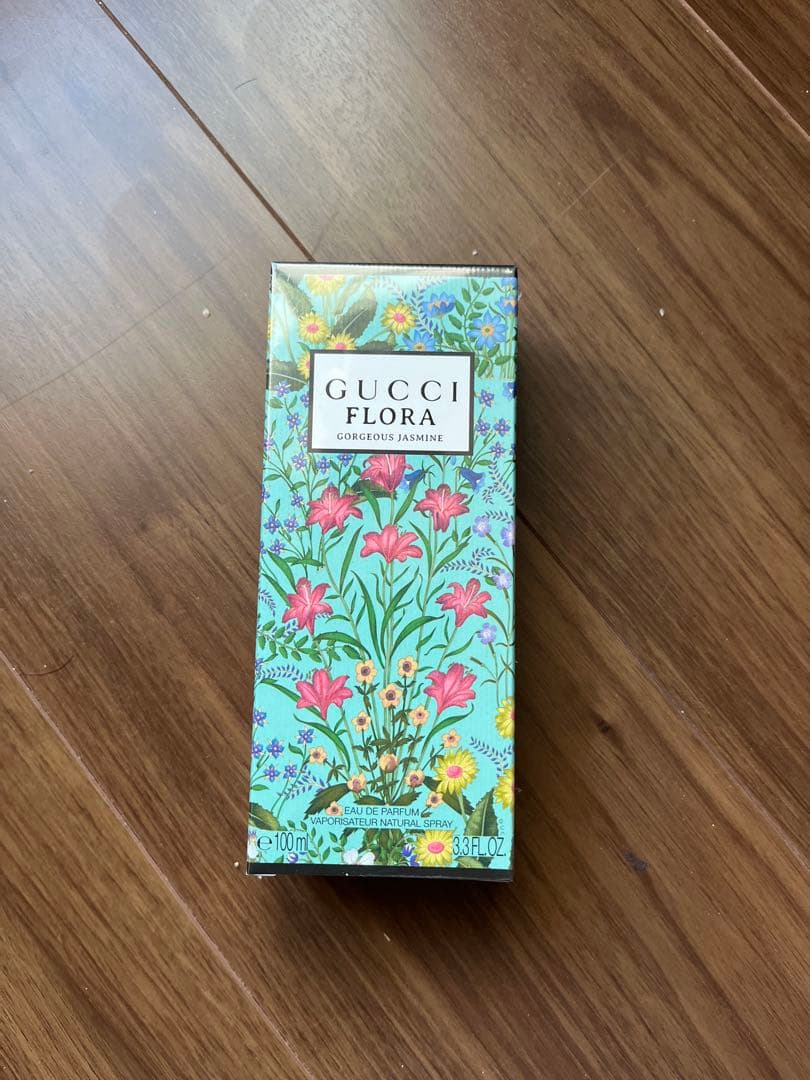 GUCCI
FLORA
GORGEOUS JASMINE
EAU DE PARFUM
VAPORISATEUR NATURAL SPRAY
℮ 100 ml 3.3 FL.OZ.